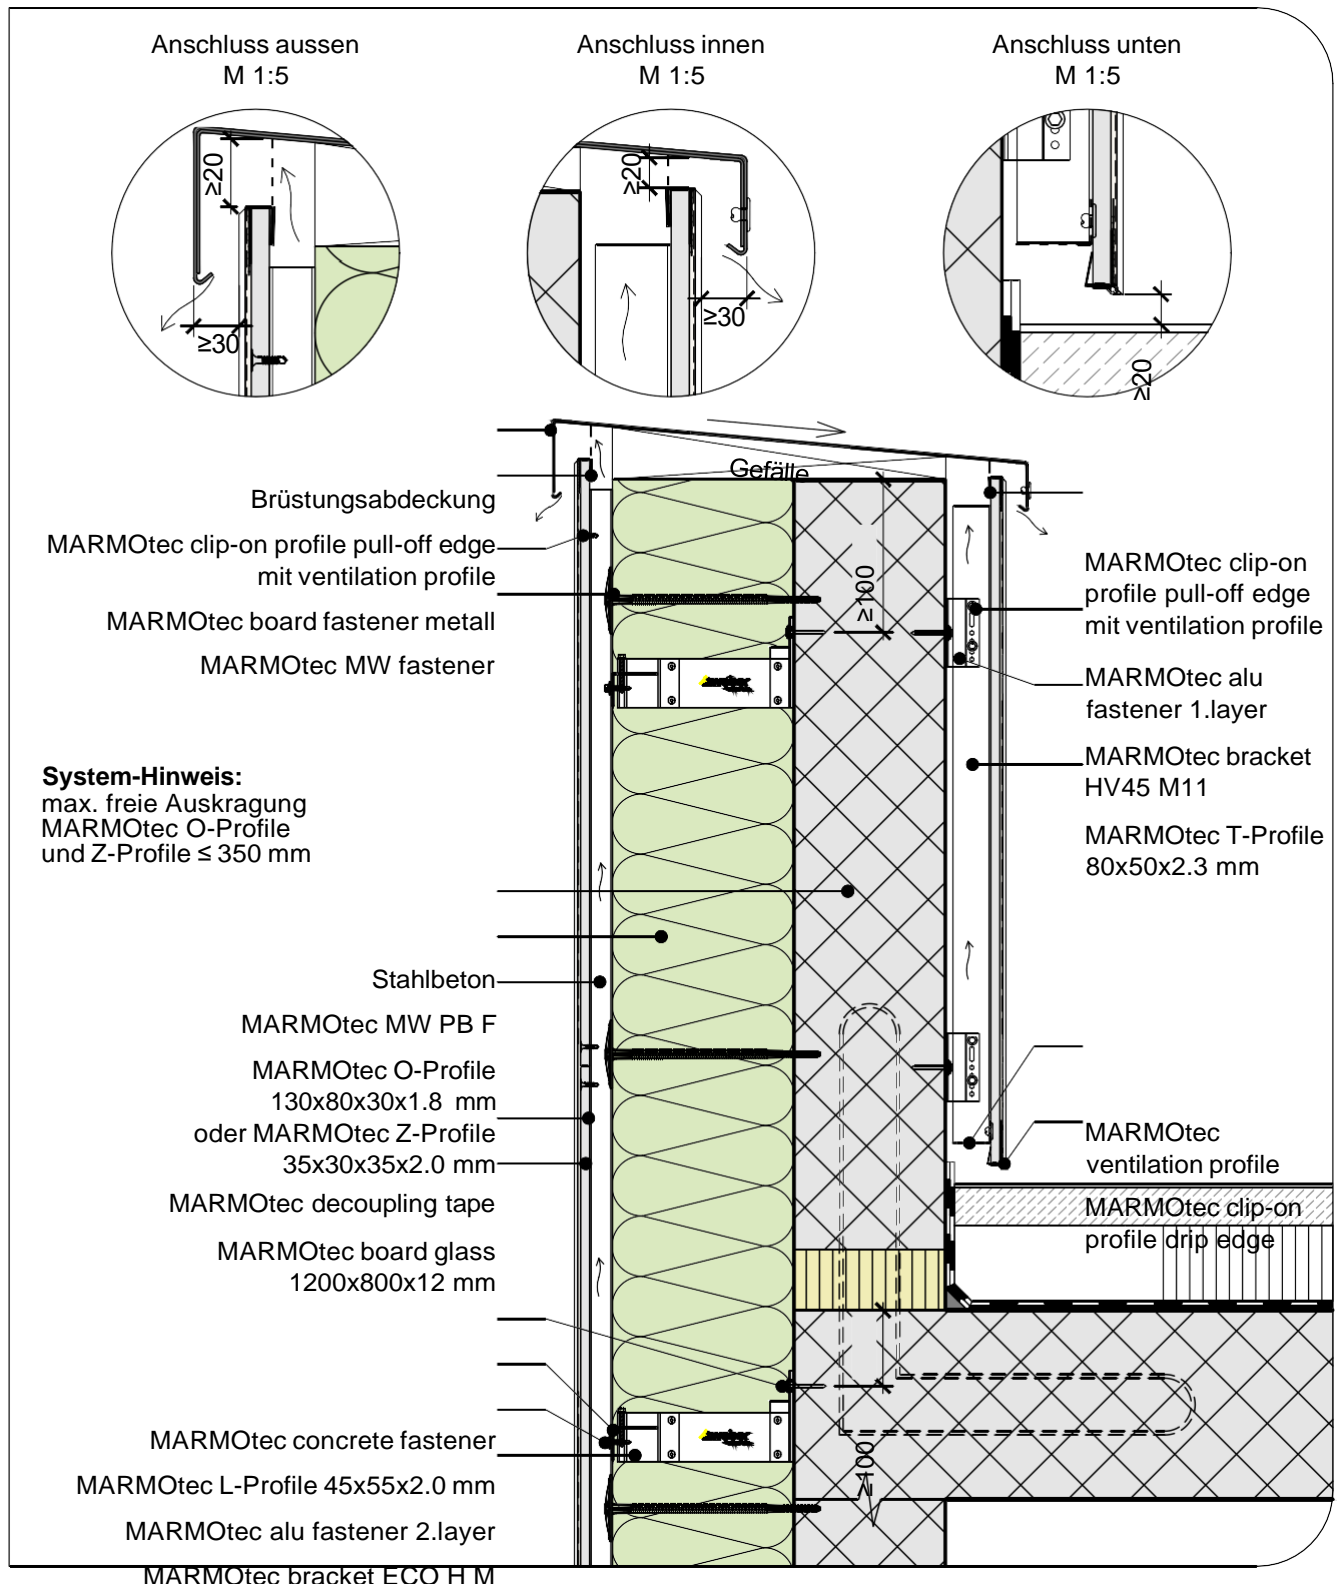 Anschluss aussen
M 1:5
Anschluss innen
M 1:5
Anschluss unten
M 1:5
≥20
≥30
≥20
≥30
≥20
Gefälle
Brüstungsabdeckung
MARMOtec clip-on profile pull-off edge
mit ventilation profile
MARMOtec board fastener metall
MARMOtec MW fastener
System-Hinweis:
max. freie Auskragung
MARMOtec O-Profile
und Z-Profile ≤ 350 mm
Stahlbeton
MARMOtec MW PB F
MARMOtec O-Profile
130x80x30x1.8 mm
oder MARMOtec Z-Profile
35x30x35x2.0 mm
MARMOtec decoupling tape
MARMOtec board glass
1200x800x12 mm
MARMOtec concrete fastener
MARMOtec L-Profile 45x55x2.0 mm
MARMOtec alu fastener 2.layer
MARMOtec bracket ECO H M
≥100
≥100
MARMOtec clip-on
profile pull-off edge
mit ventilation profile
MARMOtec alu
fastener 1.layer
MARMOtec bracket
HV45 M11
MARMOtec T-Profile
80x50x2.3 mm
MARMOtec
ventilation profile
MARMOtec clip-on
profile drip edge